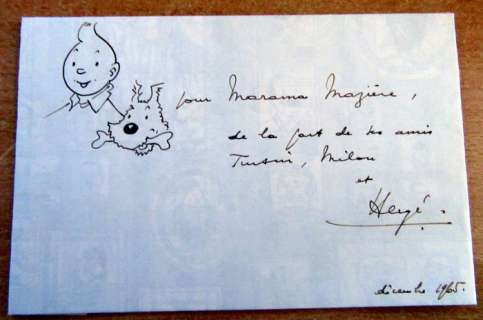 pour Marama Mazière,
de la part de ses amis
Tintin, Milou
et
Hergé.
décembre 1965.